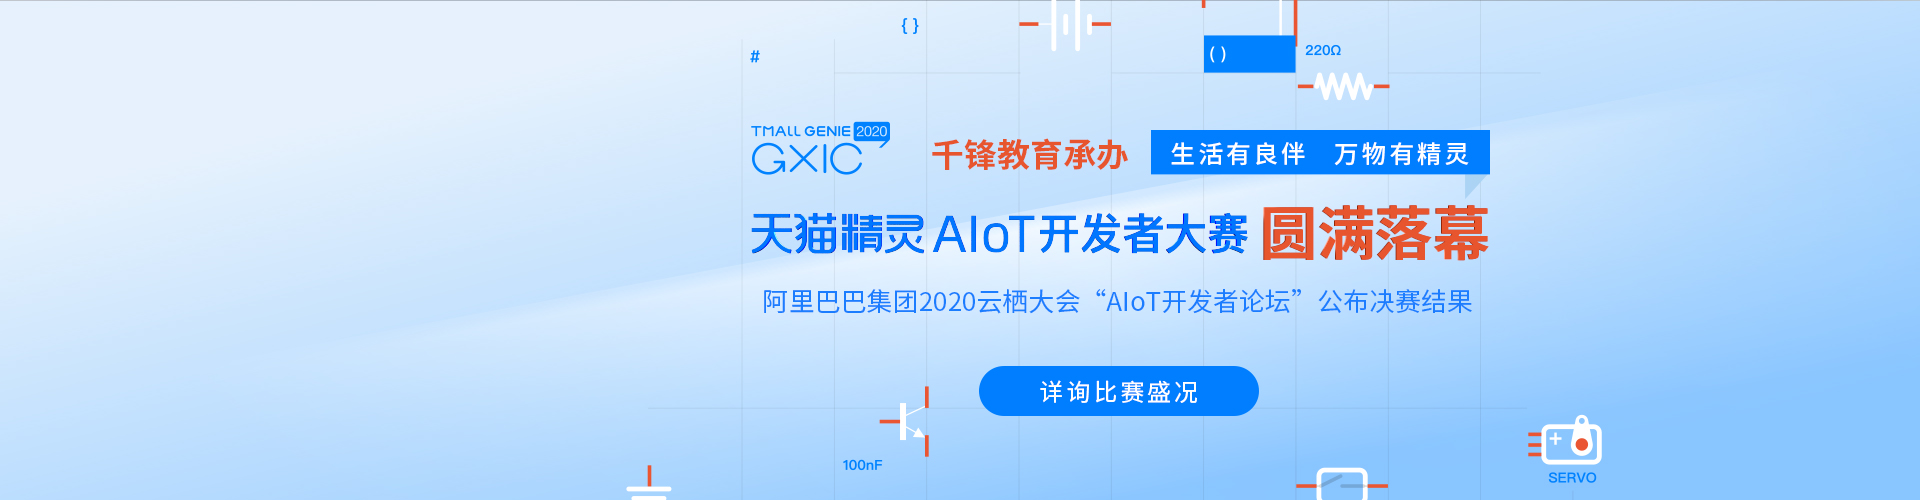 { }
#
( )
220Ω
TMALL GENIE 2020
GXIC
千锋教育承办
生活有良伴 万物有精灵
天猫精灵 AIoT开发者大赛 圆满落幕
阿里巴巴集团2020云栖大会“AIoT开发者论坛”公布决赛结果
详询比赛盛况
100nF
SERVO